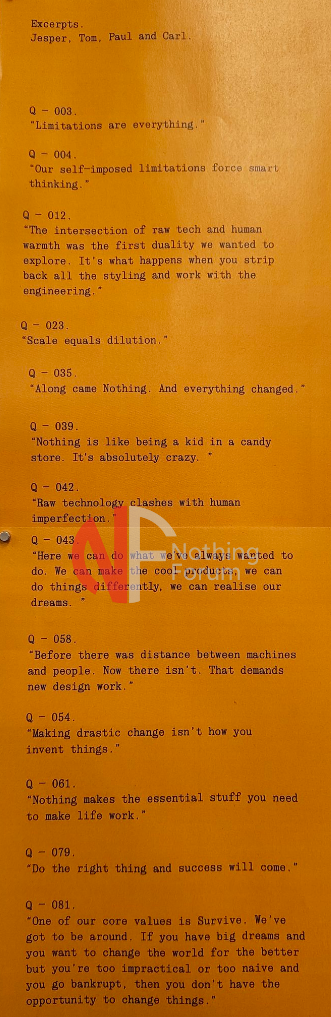 Excerpts.
Jesper, Tom, Paul and Carl.
Q - 003.
"Limitations are everything."
Q - 004.
"Our self-imposed limitations force smart
thinking."
Q - 012.
"The intersection of raw tech and human
warmth was the first duality we wanted to
explore. It's what happens when you strip
back all the styling and work with the
engineering."
Q - 023.
"Scale equals dilution."
Q - 035.
"Along came Nothing. And everything changed."
Q - 039.
"Nothing is like being a kid in a candy
store. It's absolutely crazy. "
Q - 042.
"Raw technology clashes with human
imperfection."
Q - 043.
"Here we can do what we've always wanted to
do. We can make the cool products, we can
do things differently, we can realise our
dreams. "
Nothing
Forum
Q - 058.
"Before there was distance between machines
and people. Now there isn't. That demands
new design work."
Q - 054.
"Making drastic change isn't how you
invent things."
Q - 061.
"Nothing makes the essential stuff you need
to make life work."
Q - 079.
"Do the right thing and success will come."
Q - 081.
"One of our core values is Survive. We've
got to be around. If you have big dreams and
you want to change the world for the better
but you're too impractical or too naive and
you go bankrupt, then you don't have the
opportunity to change things."